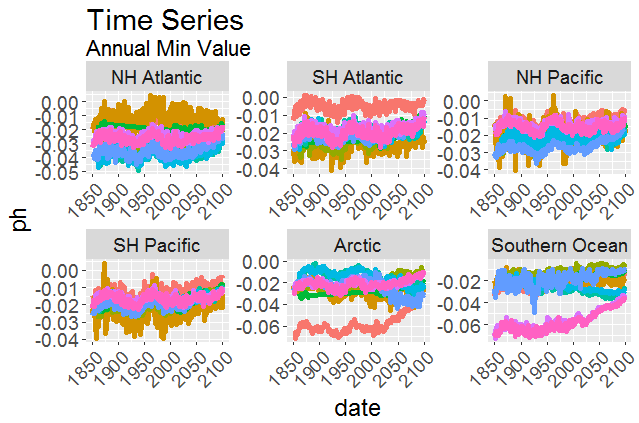 Time Series
Annual Min Value
NH Atlantic SH Atlantic NH Pacific
0.00 0.00 0.00
-0.01 -0.01
-0.02 -0.02 -0.02
-0.03 -0.03
-0.04 -0.04 -0.04
-0.05
1850 1900 1950 2000 2050 2100 1850 1900 1950 2000 2050 2100 1850 1900 1950 2000 2050 2100
ph
SH Pacific Arctic Southern Ocean
0.00 0.00
-0.01
-0.02 -0.02 -0.02
-0.03
-0.04 -0.04 -0.04
-0.06 -0.06
1850 1900 1950 2000 2050 2100 1850 1900 1950 2000 2050 2100 1850 1900 1950 2000 2050 2100
date